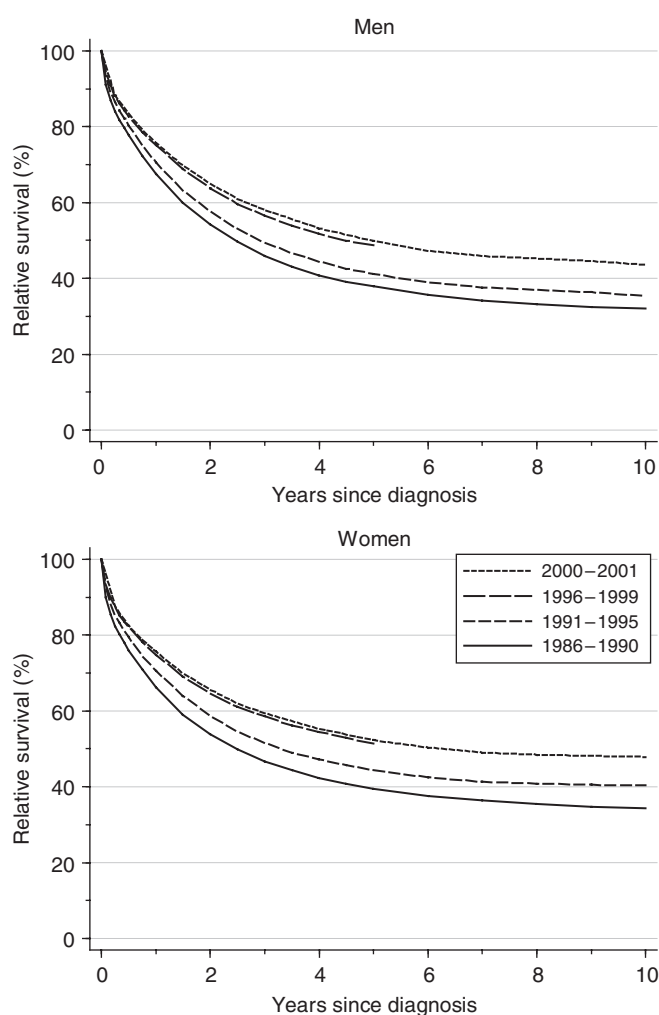 Men
100
80
60
40
20
0
Relative survival (%)
0 2 4 6 8 10
Years since diagnosis
Women
100
80
60
40
20
0
Relative survival (%)
2000–2001
1996–1999
1991–1995
1986–1990
0 2 4 6 8 10
Years since diagnosis